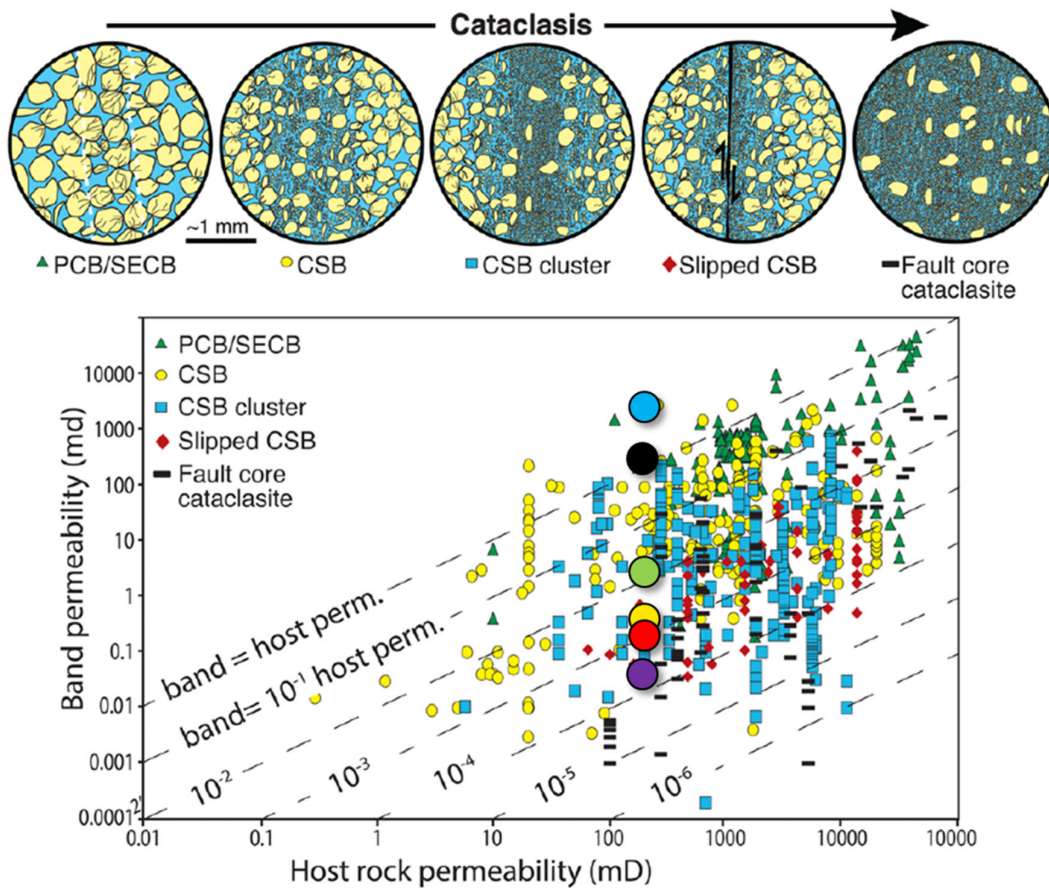 Cataclasis
~1 mm
PCB/SECB
CSB
CSB cluster
Slipped CSB
Fault core
cataclasite
PCB/SECB
CSB
CSB cluster
Slipped CSB
Fault core
cataclasite
Band permeability (md)
10000
1000
100
10
1
0.1
0.01
0.001
0.0001
band = host perm.
band= 10⁻¹ host perm.
10⁻²
10⁻³
10⁻⁴
10⁻⁵
10⁻⁶
0.01
0.1
1
10
100
1000
10000
10000
Host rock permeability (mD)